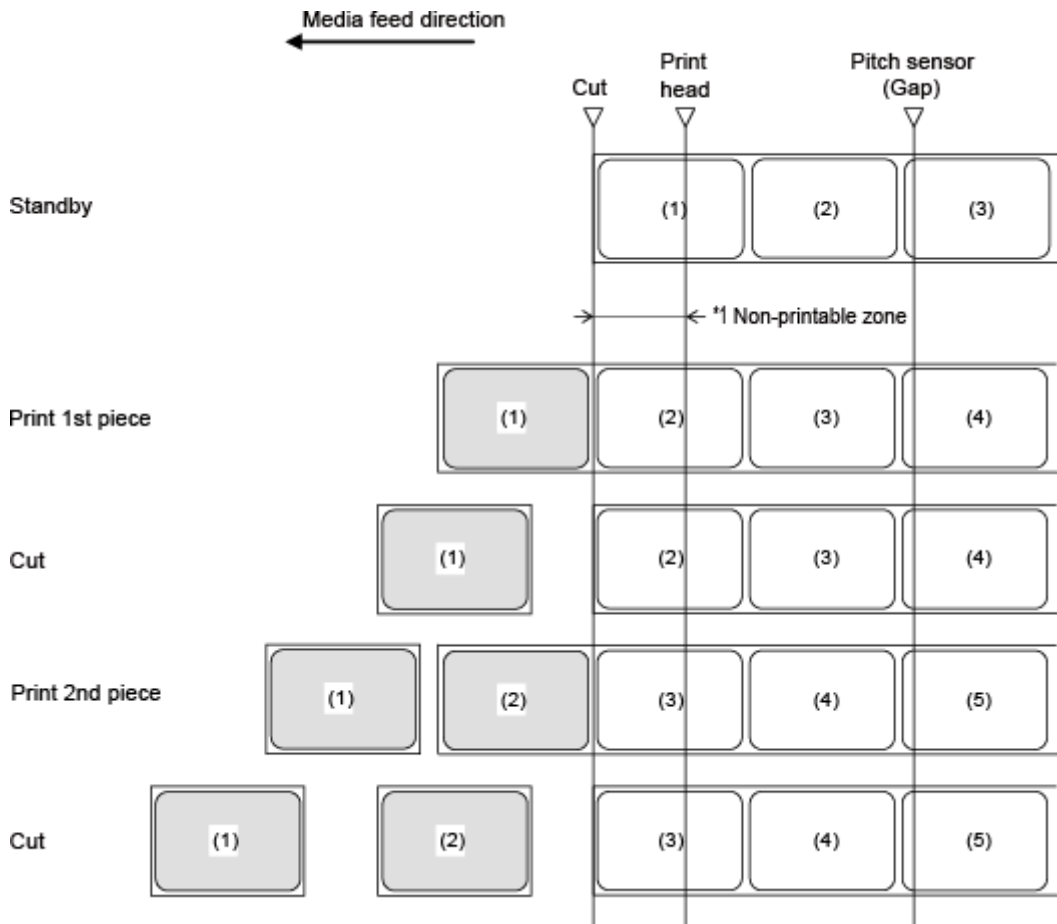 Media feed direction
Cut
Print
head
Pitch sensor
(Gap)
Standby
(1)
(2)
(3)
*1 Non-printable zone
Print 1st piece
(1)
(2)
(3)
(4)
Cut
(1)
(2)
(3)
(4)
Print 2nd piece
(1)
(2)
(3)
(4)
(5)
Cut
(1)
(2)
(3)
(4)
(5)